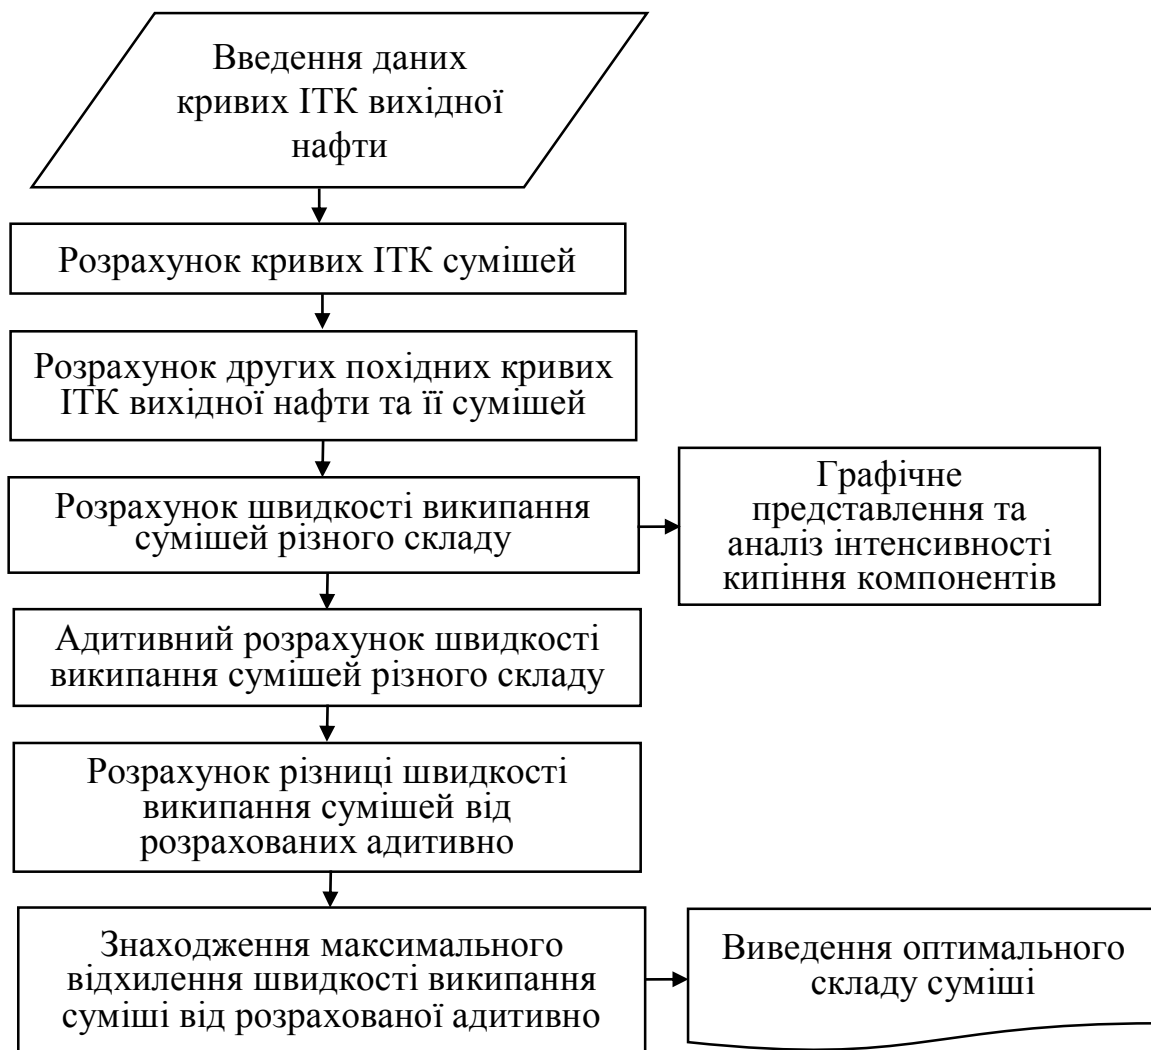 Введення даних
кривих ІТК вихідної
нафти
Розрахунок кривих ІТК сумішей
Розрахунок других похідних кривих
ІТК вихідної нафти та її сумішей
Розрахунок швидкості википання
сумішей різного складу
Графічне
представлення та
аналіз інтенсивності
кипіння компонентів
Адитивний розрахунок швидкості
википання сумішей різного складу
Розрахунок різниці швидкості
википання сумішей від
розрахованих адитивно
Знаходження максимального
відхилення швидкості википання
суміші від розрахованої адитивно
Виведення оптимального
складу суміші